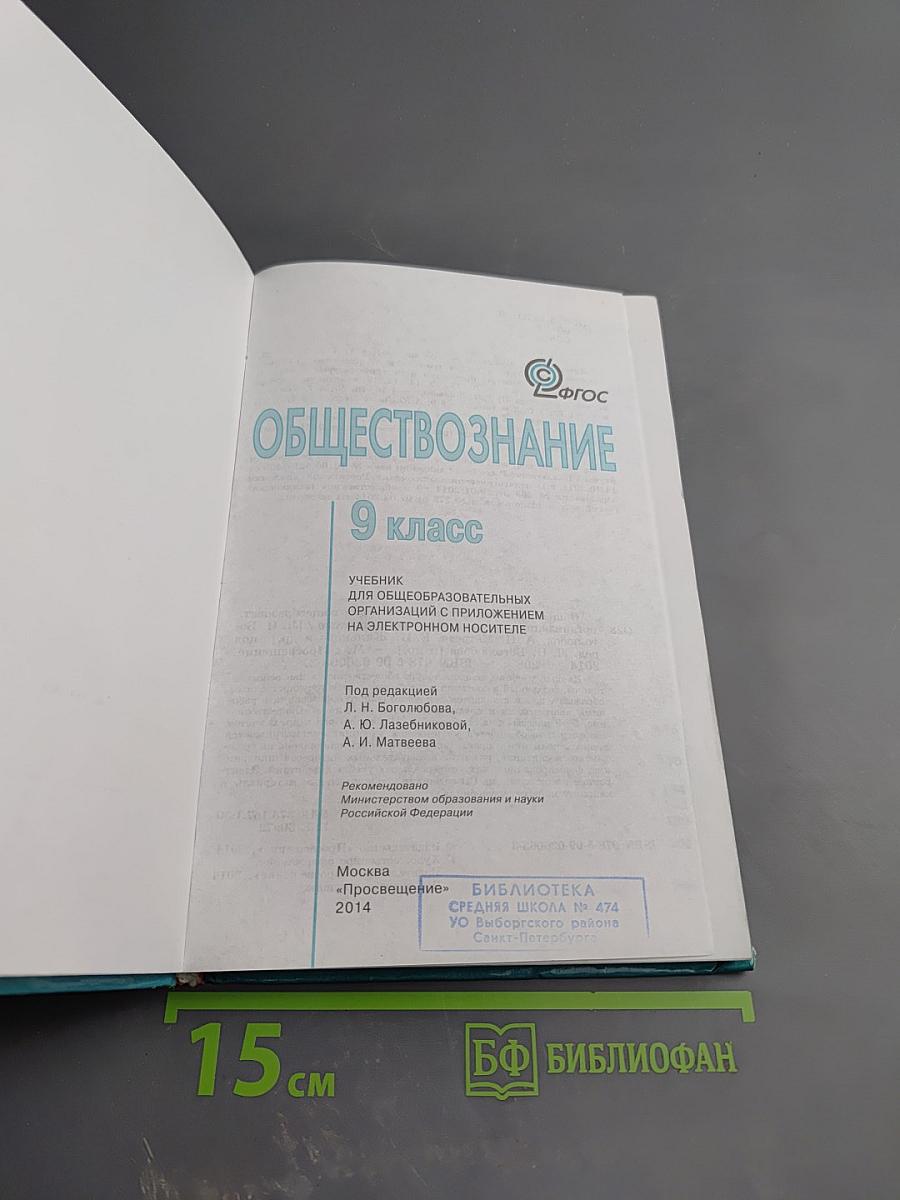 ФГОС
ОБЩЕСТВОЗНАНИЕ
9 класс
УЧЕБНИК
ДЛЯ ОБЩЕОБРАЗОВАТЕЛЬНЫХ
ОРГАНИЗАЦИЙ С ПРИЛОЖЕНИЕМ
НА ЭЛЕКТРОННОМ НОСИТЕЛЕ
Под редакцией
Л. Н. Боголюбова,
А. Ю. Лазебниковой,
А. И. Матвеева
Рекомендовано
Министерством образования и науки
Российской Федерации
Москва
«Просвещение»
2014
БИБЛИОТЕКА
СРЕДНЯЯ ШКОЛА № 474
УО Выборгского района
Санкт-Петербурга
15 см
БФ БИБЛИОФАН